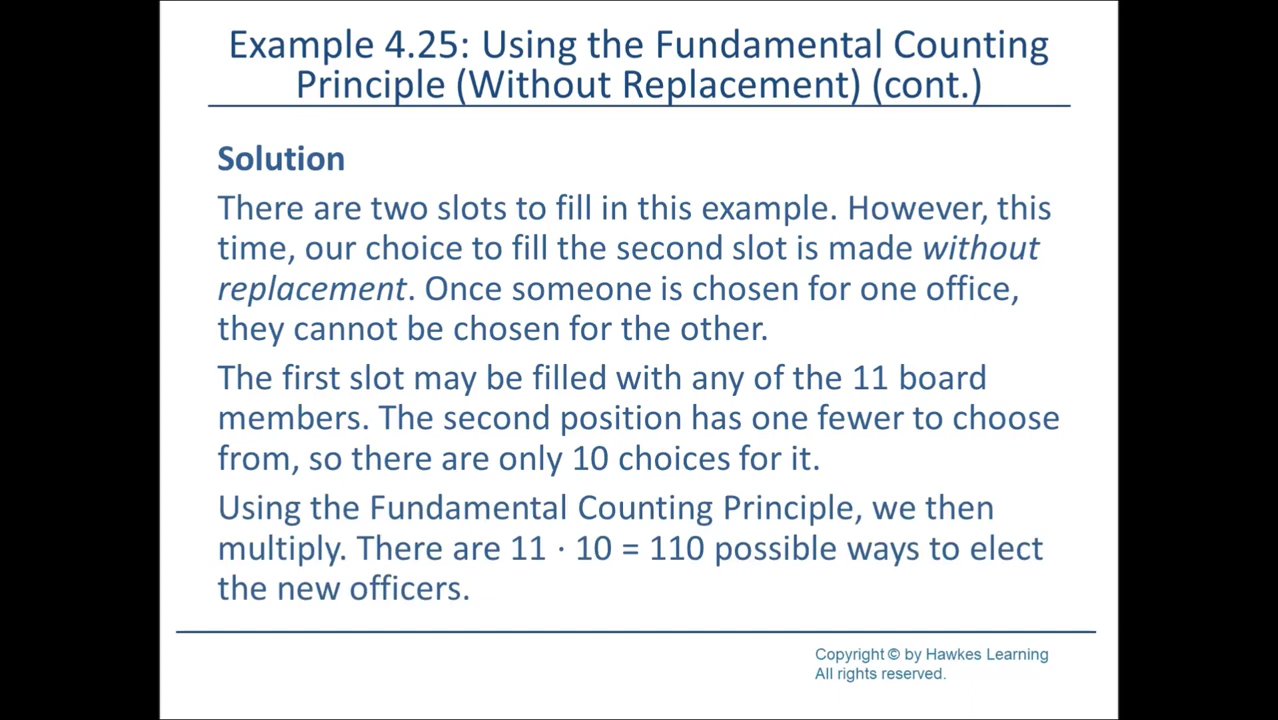 Example 4.25: Using the Fundamental Counting
Principle (Without Replacement) (cont.)
Solution
There are two slots to fill in this example. However, this
time, our choice to fill the second slot is made without
replacement. Once someone is chosen for one office,
they cannot be chosen for the other.
The first slot may be filled with any of the 11 board
members. The second position has one fewer to choose
from, so there are only 10 choices for it.
Using the Fundamental Counting Principle, we then
multiply. There are 11 · 10 = 110 possible ways to elect
the new officers.
Copyright © by Hawkes Learning
All rights reserved.